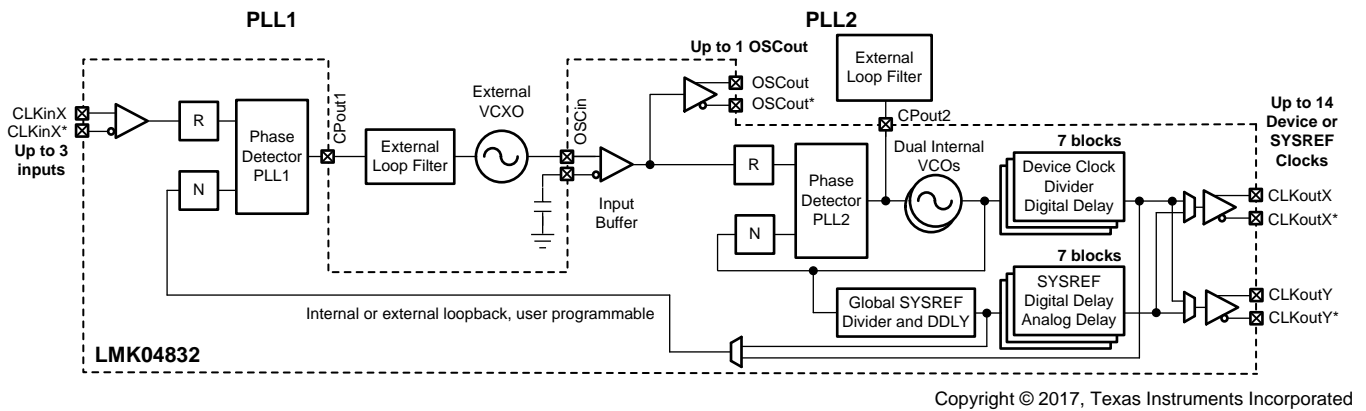 PLL1
PLL2
Up to 1 OSCout
External
Loop Filter
OSCout
OSCout*
CPout2
CLKinX
CLKinX*
Up to 3
inputs
R
N
Phase
Detector
PLL1
CPout1
External
Loop Filter
External
VCXO
OSCin
Input
Buffer
R
N
Phase
Detector
PLL2
Dual Internal
VCOs
7 blocks
Device Clock
Divider
Digital Delay
Up to 14
Device or
SYSREF
Clocks
CLKoutX
CLKoutX*
7 blocks
SYSREF
Digital Delay
Analog Delay
CLKoutY
CLKoutY*
Global SYSREF
Divider and DDLY
Internal or external loopback, user programmable
LMK04832
Copyright © 2017, Texas Instruments Incorporated